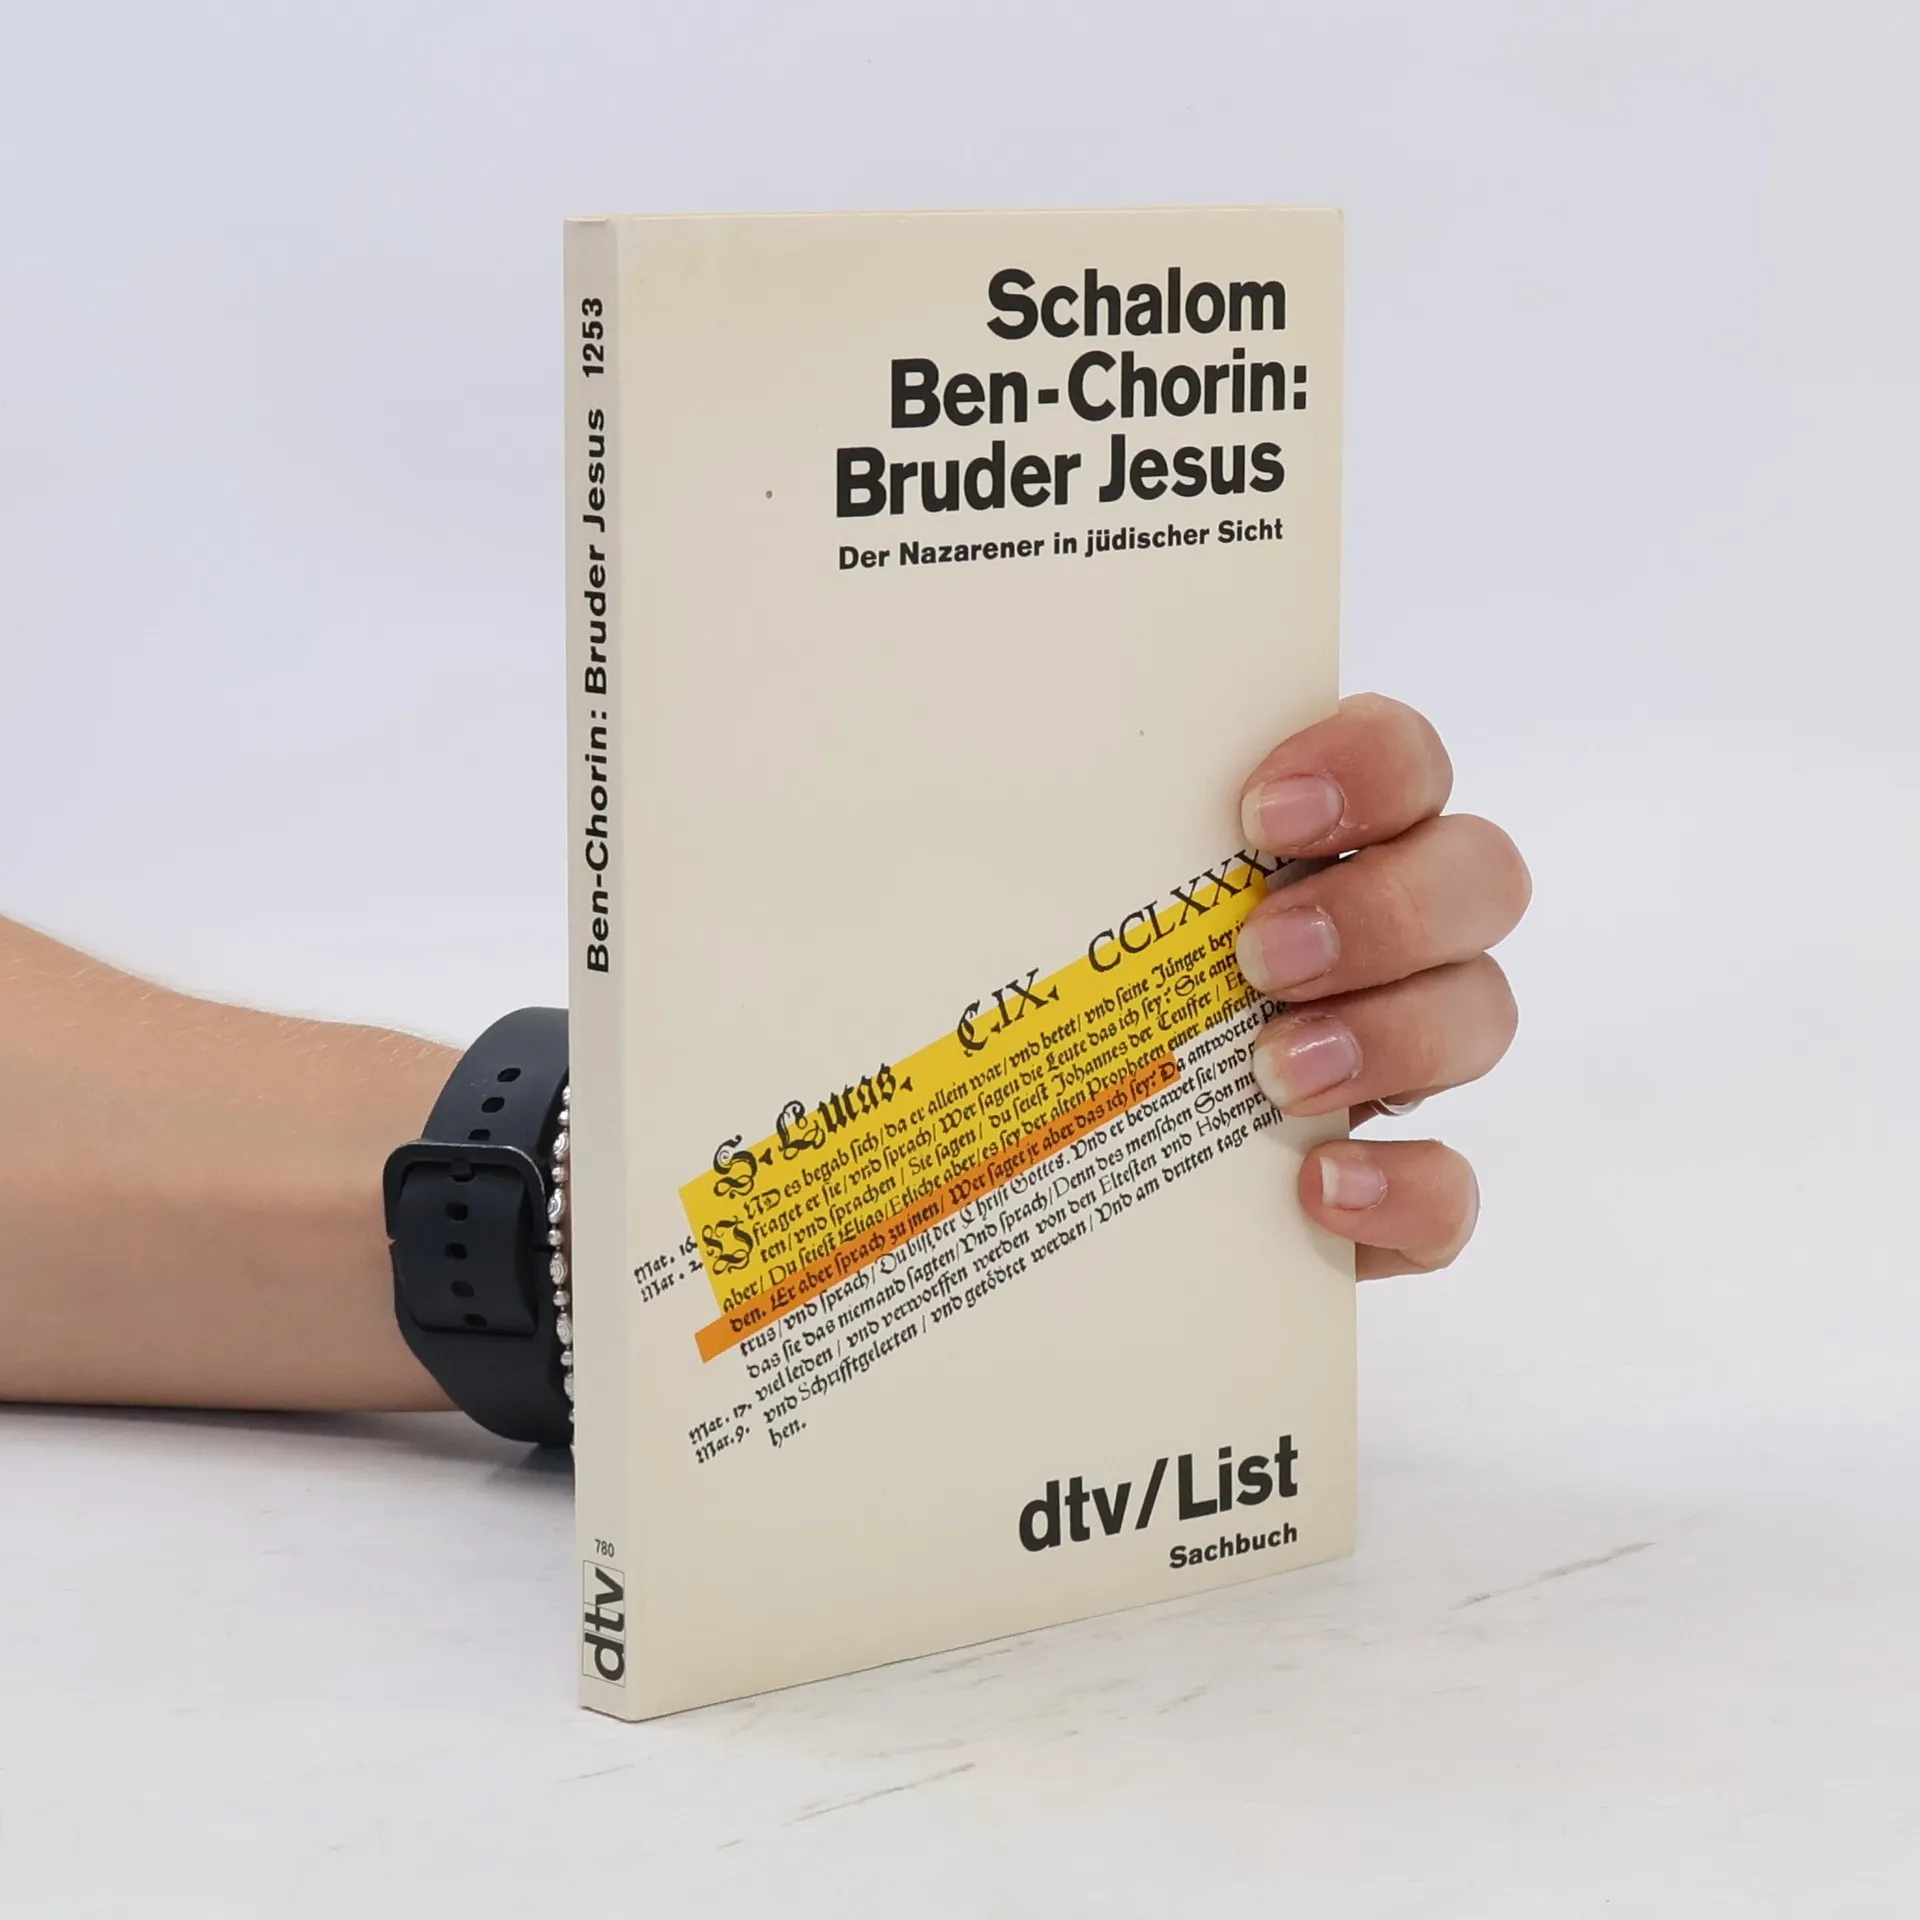 Schalom
Ben-Chorin:
Bruder Jesus
Der Nazarener in jüdischer Sicht
S. Lucas. C.IX. CCLXXX
VND es begab sich/da er allein war/vnd betet/vnd seine Jünger bey
fraget er sie/vnd sprach/Wer sagen die Leute das ich sey? Sie
ten/vnd sprachen/Sie sagen/Du seiest Johannes der Teuffer/
aber/Du seiest Elias/Etliche aber/es sey der alten Propheten einer
den. Er aber sprach zu jnen/Wer saget jr aber das ich sey? Da antwortet
trus/vnd sprach/Du bist der Christ Gottes. Vnd er bedrawet sie/vnd
das sie das niemand sagten/Vnd sprach/Denn des menschen Son
viel leiden/vnd verworffen werden von den Eltesten vnd
vnd Schrifftgelerten/vnd getödtet werden/Vnd am dritten tage
hen.
Mat. 16.
Mar.
Mat. 17.
Mar. 9.
dtv/List
Sachbuch
Ben-Chorin: Bruder Jesus 1253
780
dtv